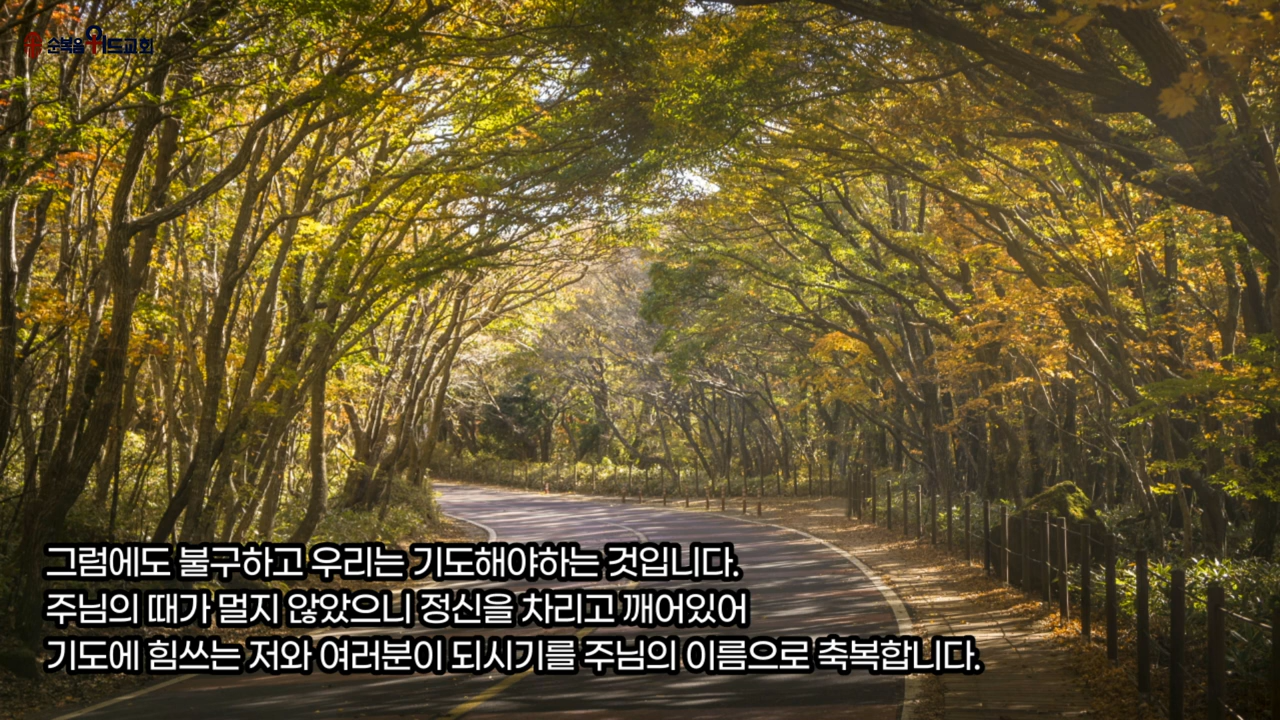 순복음위드교회
그럼에도 불구하고 우리는 기도해야하는 것입니다.
주님의 때가 멀지 않았으니 정신을 차리고 깨어있어
기도에 힘쓰는 저와 여러분이 되시기를 주님의 이름으로 축복합니다.